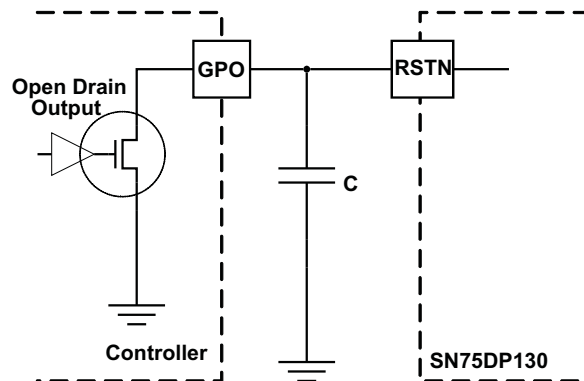 GPO
RSTN
Open Drain
Output
C
Controller
SN75DP130